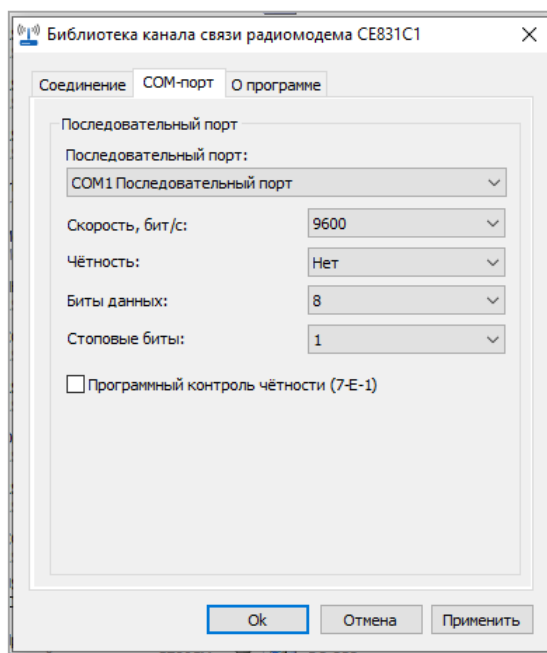 Библиотека канала связи радиомодема CE831C1
Соединение COM-порт О программе
Последовательный порт
Последовательный порт:
COM1 Последовательный порт
Скорость, бит/с: 9600
Чётность: Нет
Биты данных: 8
Стоповые биты: 1
Программный контроль чётности (7-E-1)
Ok Отмена Применить